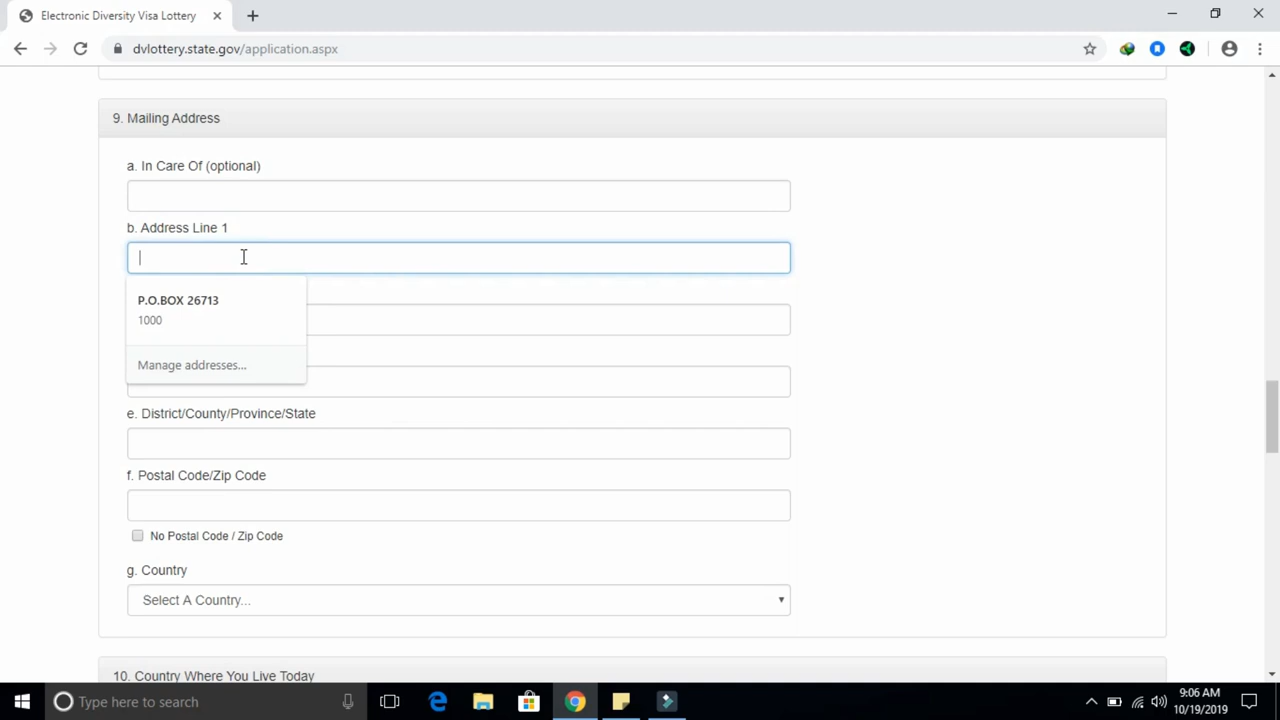 Electronic Diversity Visa Lottery
dvlottery.state.gov/application.aspx
9. Mailing Address
a. In Care Of (optional)
b. Address Line 1
P.O.BOX 26713
1000
Manage addresses...
e. District/County/Province/State
f. Postal Code/Zip Code
No Postal Code / Zip Code
g. Country
Select A Country...
10. Country Where You Live Today
Type here to search
9:06 AM
10/19/2019